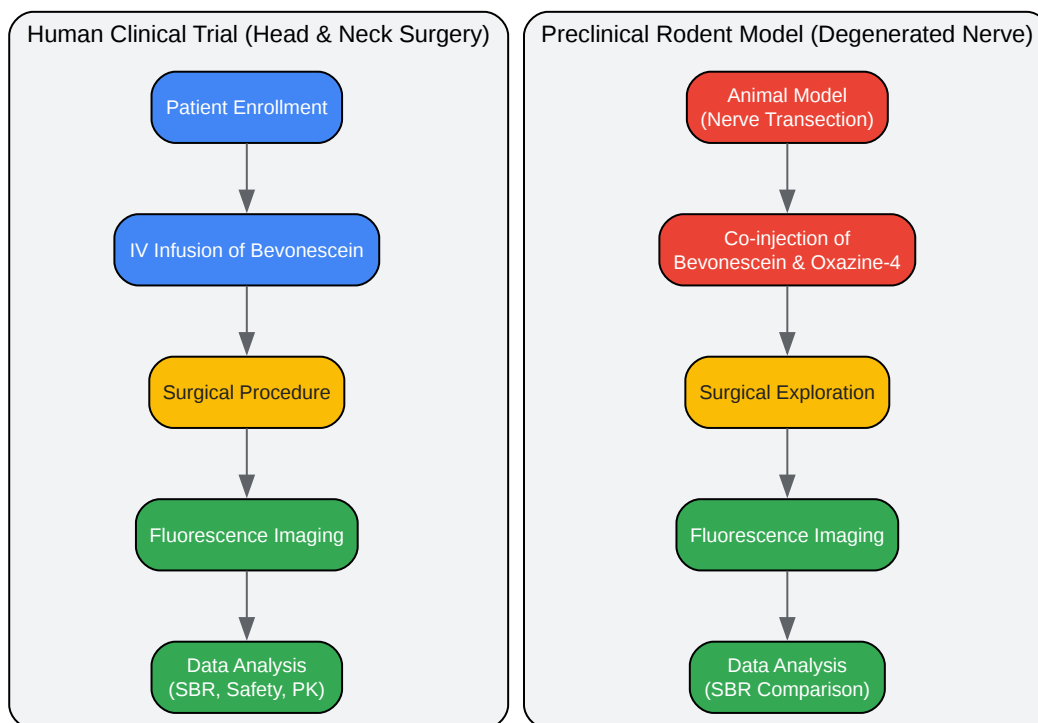 Human Clinical Trial (Head & Neck Surgery)
Patient Enrollment
IV Infusion of Bevonescein
Surgical Procedure
Fluorescence Imaging
Data Analysis
(SBR, Safety, PK)
Preclinical Rodent Model (Degenerated Nerve)
Animal Model
(Nerve Transection)
Co-injection of
Bevonescein & Oxazine-4
Surgical Exploration
Fluorescence Imaging
Data Analysis
(SBR Comparison)